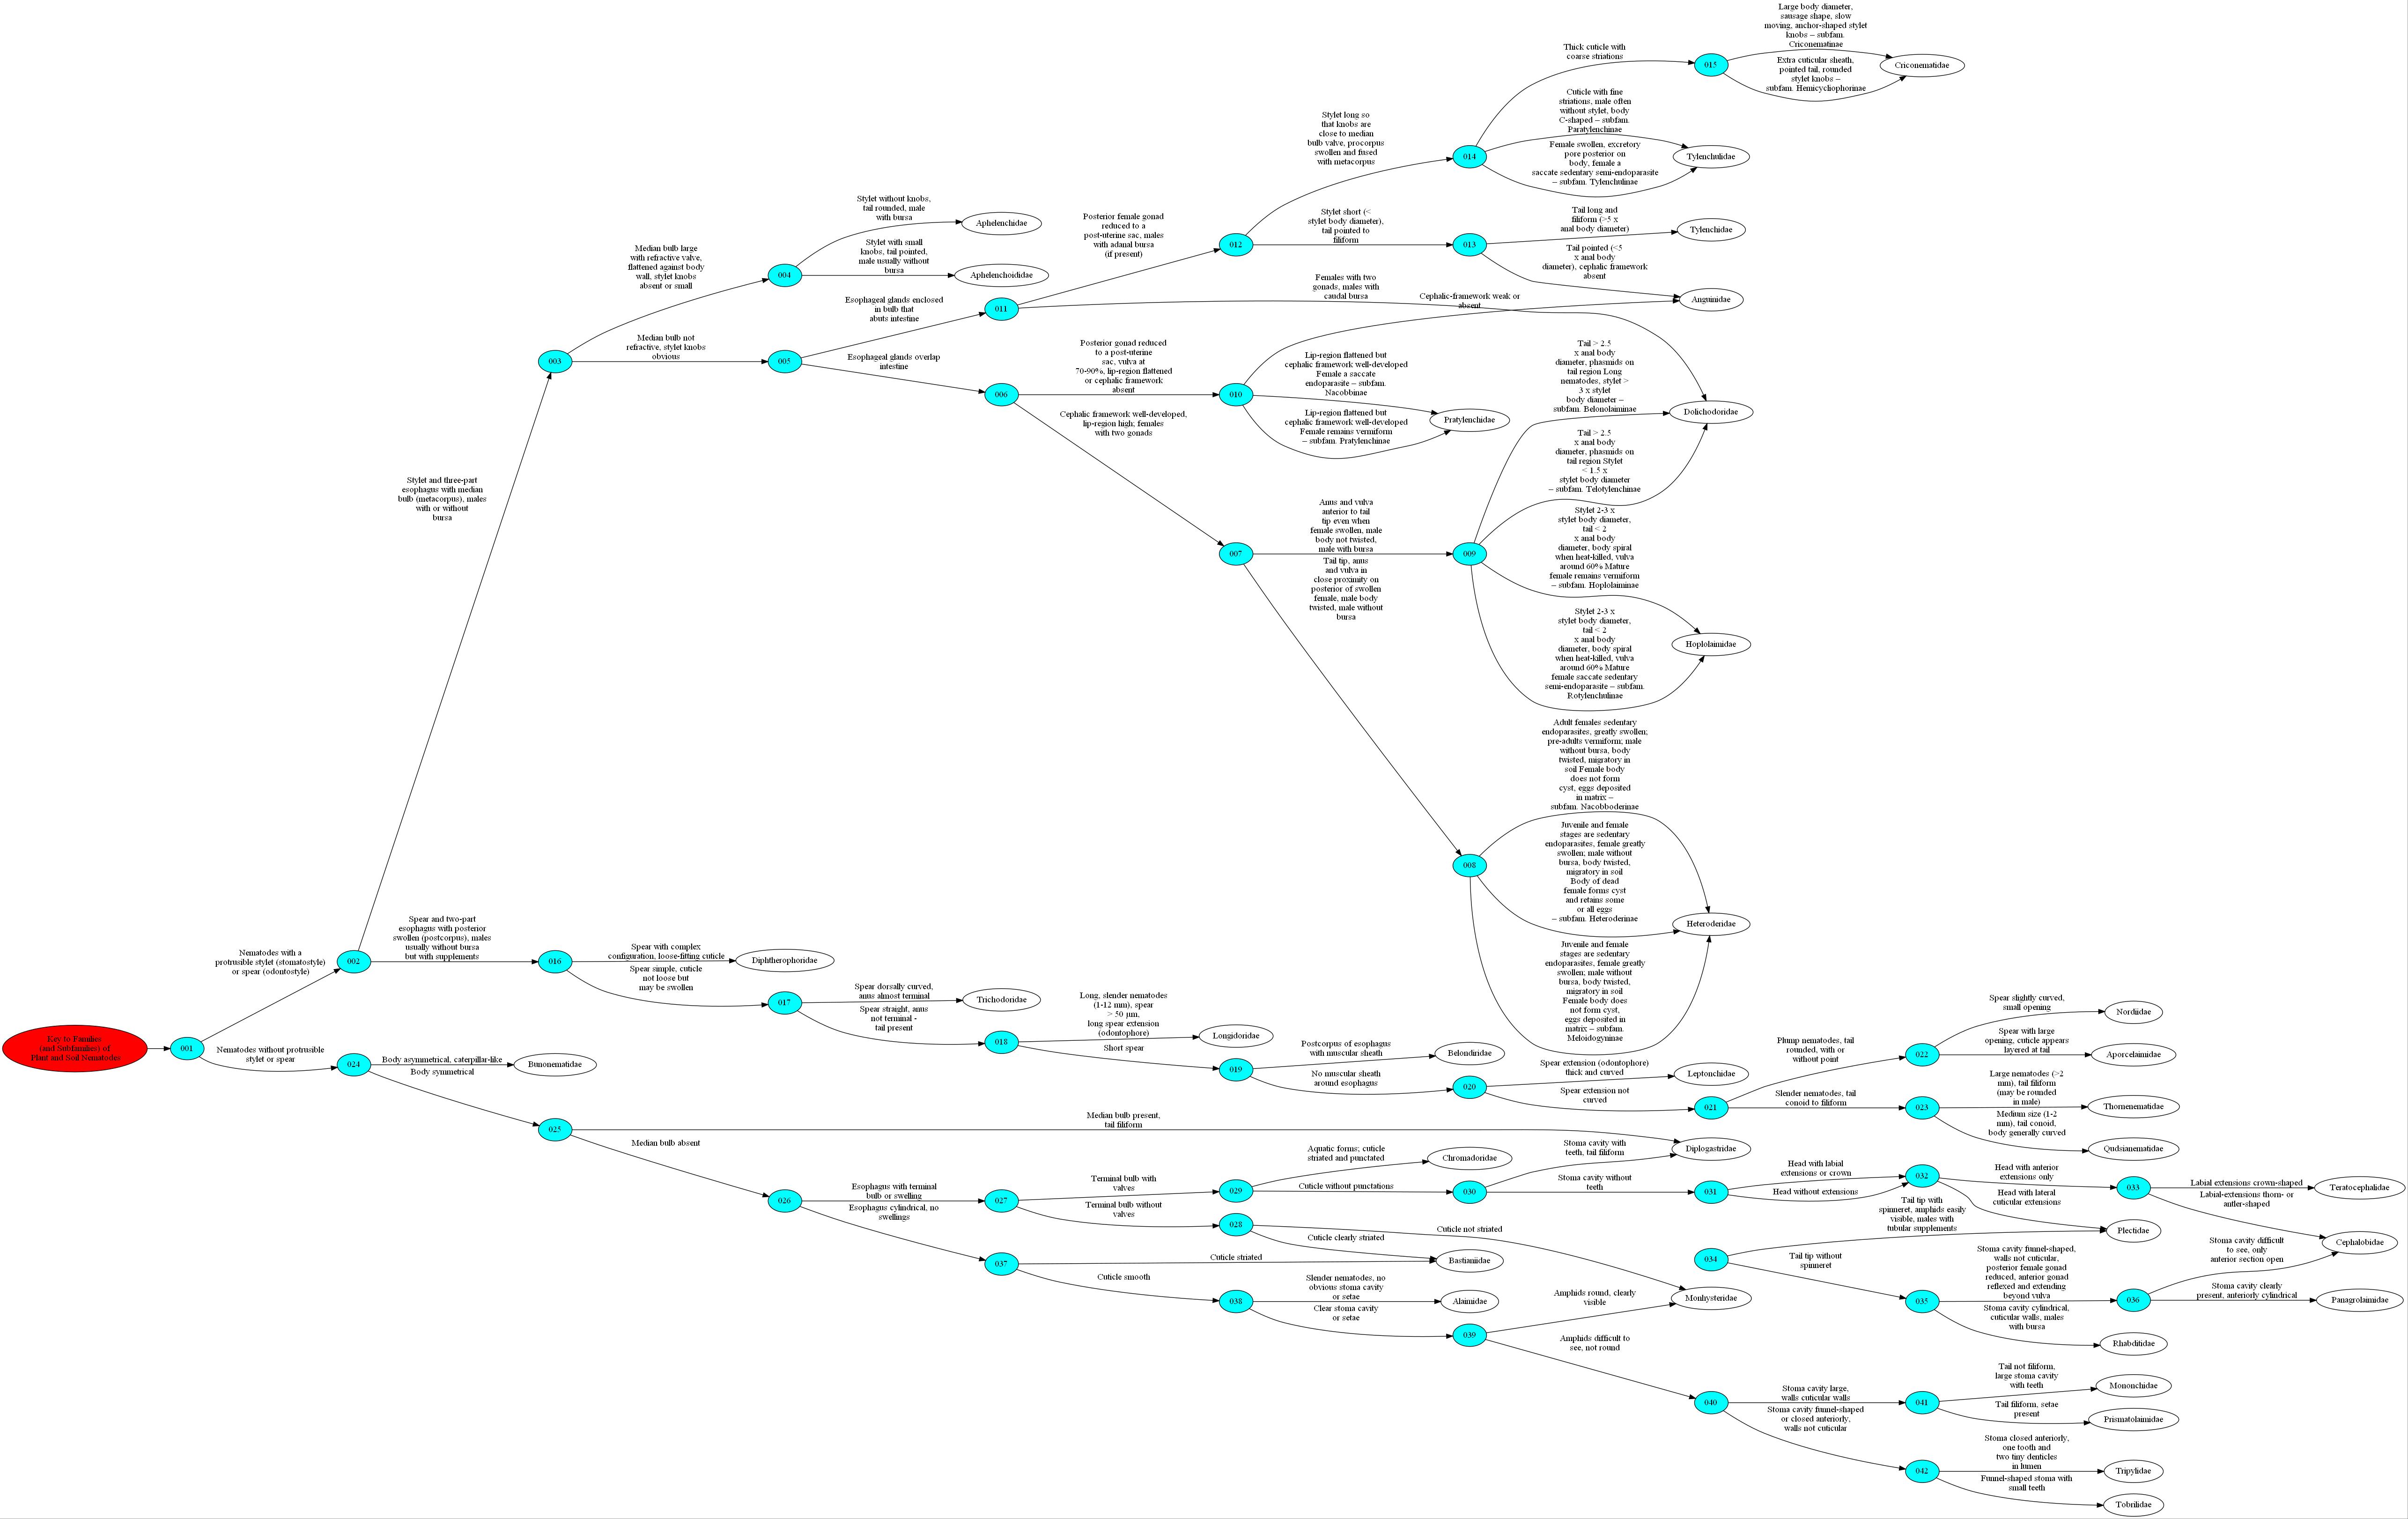 Key to Families
(and Subfamilies) of
Plant and Soil Nematodes
001
Nematodes with a
protrusible stylet (stomatostyle)
or spear (odontostyle)
Nematodes without protrusible
stylet or spear
002
Stylet and three-part
esophagus with median
bulb (metacorpus), males
with or without
bursa
Spear and two-part
esophagus with posterior
swollen (postcorpus), males
usually without bursa
but with supplements
003
Median bulb large
with refractive valve,
flattened against body
wall, stylet knobs
absent or small
Median bulb not
refractive, stylet knobs
obvious
004
Stylet without knobs,
tail rounded, male
with bursa
Aphelenchidae
Stylet with small
knobs, tail pointed,
male usually without
bursa
Aphelenchoididae
005
Esophageal glands enclosed
in bulb that
abuts intestine
Esophageal glands overlap
intestine
011
Posterior female gonad
reduced to a
post-uterine sac, males
with adanal bursa
(if present)
Females with two
gonads, males with
caudal bursa
012
Stylet long so
that knobs are
close to median
bulb valve, procorpus
swollen and fused
with metacorpus
Stylet short (<
stylet body diameter),
tail pointed to
filiform
014
Thick cuticle with
coarse striations
015
Large body diameter,
sausage shape, slow
moving, anchor-shaped stylet
knobs – subfam.
Criconematinae
Extra cuticular sheath,
pointed tail, rounded
stylet knobs –
subfam. Hemicycliophorinae
Criconematidae
Cuticle with fine
striations, male often
without stylet, body
C-shaped – subfam.
Paratylenchinae
Female swollen, excretory
pore posterior on
body, female a
saccate sedentary semi-endoparasite
– subfam. Tylenchulinae
Tylenchulidae
013
Tail long and
filiform (>5 x
anal body diameter)
Tylenchidae
Tail pointed (<5
x anal body
diameter), cephalic framework
absent
Anguinidae
006
Posterior gonad reduced
to a post-uterine
sac, vulva at
70-90%, lip-region flattened
or cephalic framework
absent
Cephalic framework well-developed,
lip-region high; females
with two gonads
010
Cephalic-framework weak or
absent
Lip-region flattened but
cephalic framework well-developed
Female a saccate
endoparasite – subfam.
Nacobbinae
Lip-region flattened but
cephalic framework well-developed
Female remains vermiform
– subfam. Pratylenchinae
Pratylenchidae
007
Anus and vulva
anterior to tail
tip even when
female swollen, male
body not twisted,
male with bursa
Tail tip, anus
and vulva in
close proximity on
posterior of swollen
female, male body
twisted, male without
bursa
009
Tail > 2.5
x anal body
diameter, phasmids on
tail region Long
nematodes, stylet >
3 x stylet
body diameter –
subfam. Belonolaiminae
Tail > 2.5
x anal body
diameter, phasmids on
tail region Stylet
< 1.5 x
stylet body diameter
– subfam. Telotylenchinae
Dolichodoridae
Stylet 2-3 x
stylet body diameter,
tail < 2
x anal body
diameter, body spiral
when heat-killed, vulva
around 60% Mature
female remains vermiform
– subfam. Hoplolaiminae
Stylet 2-3 x
stylet body diameter,
tail < 2
x anal body
diameter, body spiral
when heat-killed, vulva
around 60% Mature
female saccate sedentary
semi-endoparasite – subfam.
Rotylenchulinae
Hoplolaimidae
008
Adult females sedentary
endoparasites, greatly swollen;
pre-adults vermiform; male
without bursa, body
twisted, migratory in
soil Female body
does not form
cyst, eggs deposited
in matrix –
subfam. Nacobboderinae
Juvenile and female
stages are sedentary
endoparasites, female greatly
swollen; male without
bursa, body twisted,
migratory in soil
Body of dead
female forms cyst
and retains some
or all eggs
– subfam. Heteroderinae
Juvenile and female
stages are sedentary
endoparasites, female greatly
swollen; male without
bursa, body twisted,
migratory in soil
Female body does
not form cyst,
eggs deposited in
matrix – subfam.
Meloidogyninae
Heteroderidae
016
Spear with complex
configuration, loose-fitting cuticle
Diphtherophoridae
Spear simple, cuticle
not loose but
may be swollen
017
Spear dorsally curved,
anus almost terminal
Trichodoridae
Spear straight, anus
not terminal -
tail present
018
Long, slender nematodes
(1-12 mm), spear
> 50 µm,
long spear extension
(odontophore)
Longidoridae
Short spear
019
Postcorpus of esophagus
with muscular sheath
Belondiridae
No muscular sheath
around esophagus
020
Spear extension (odontophore)
thick and curved
Leptonchidae
Spear extension not
curved
021
Plump nematodes, tail
rounded, with or
without point
Slender nematodes, tail
conoid to filiform
022
Spear slightly curved,
small opening
Nordiidae
Spear with large
opening, cuticle appears
layered at tail
Aporcelaimidae
023
Large nematodes (>2
mm), tail filiform
(may be rounded
in male)
Thornenematidae
Medium size (1-2
mm), tail conoid,
body generally curved
Qudsianematidae
024
Body asymmetrical, caterpillar-like
Bunonematidae
Body symmetrical
025
Median bulb present,
tail filiform
Diplogastridae
Median bulb absent
026
Esophagus with terminal
bulb or swelling
Esophagus cylindrical, no
swellings
027
Terminal bulb with
valves
Terminal bulb without
valves
029
Aquatic forms; cuticle
striated and punctated
Chromadoridae
Cuticle without punctations
030
Stoma cavity with
teeth, tail filiform
Stoma cavity without
teeth
031
Head with labial
extensions or crown
Head without extensions
032
Head with anterior
extensions only
Head with lateral
cuticular extensions
033
Labial extensions crown-shaped
Teratocephalidae
Labial-extensions thorn- or
antler-shaped
Cephalobidae
028
Cuticle not striated
Cuticle clearly striated
Bastianiidae
Monhysteridae
034
Tail tip with
spinneret, amphids easily
visible, males with
tubular supplements
Plectidae
Tail tip without
spinneret
035
Stoma cavity funnel-shaped,
walls not cuticular,
posterior female gonad
reduced, anterior gonad
reflexed and extending
beyond vulva
Stoma cavity cylindrical,
cuticular walls, males
with bursa
Rhabditidae
036
Stoma cavity difficult
to see, only
anterior section open
Stoma cavity clearly
present, anteriorly cylindrical
Panagrolaimidae
037
Cuticle striated
Cuticle smooth
038
Slender nematodes, no
obvious stoma cavity
or setae
Alaimidae
Clear stoma cavity
or setae
039
Amphids round, clearly
visible
Amphids difficult to
see, not round
040
Stoma cavity large,
walls cuticular walls
Stoma cavity funnel-shaped
or closed anteriorly,
walls not cuticular
041
Tail not filiform,
large stoma cavity
with teeth
Mononchidae
Tail filiform, setae
present
Prismatolaimidae
042
Stoma closed anteriorly,
one tooth and
two tiny denticles
in lumen
Tripylidae
Funnel-shaped stoma with
small teeth
Tobrilidae